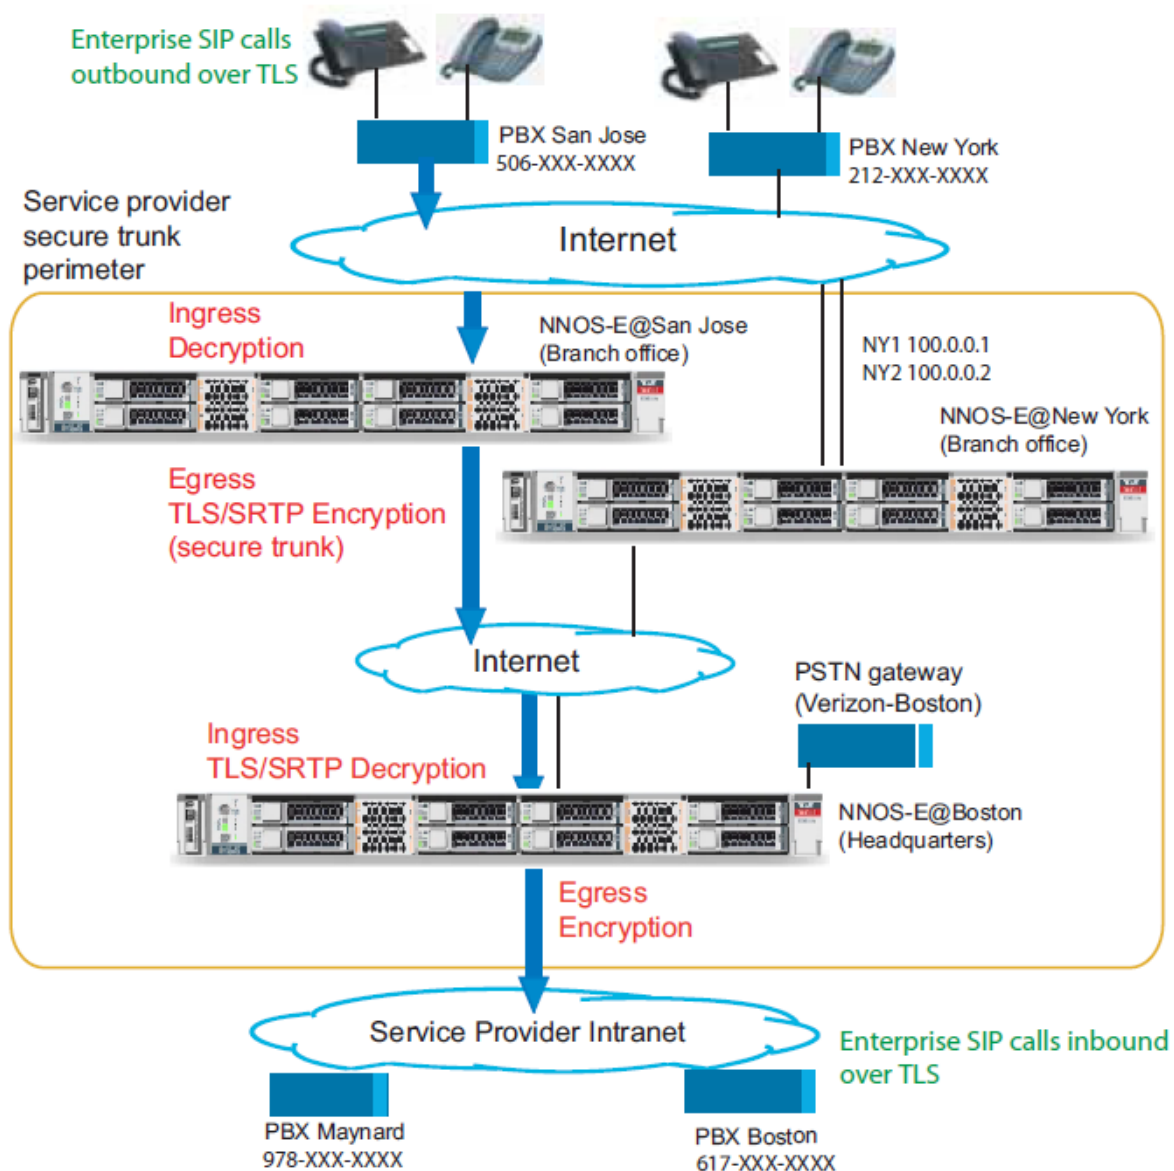 Enterprise SIP calls
outbound over TLS
PBX San Jose
506-XXX-XXXX
PBX New York
212-XXX-XXXX
Service provider
secure trunk
perimeter
Internet
Ingress
Decryption
NNOS-E@San Jose
(Branch office)
NY1 100.0.0.1
NY2 100.0.0.2
NNOS-E@New York
(Branch office)
Egress
TLS/SRTP Encryption
(secure trunk)
Internet
PSTN gateway
(Verizon-Boston)
Ingress
TLS/SRTP Decryption
NNOS-E@Boston
(Headquarters)
Egress
Encryption
Service Provider Intranet
Enterprise SIP calls inbound
over TLS
PBX Maynard
978-XXX-XXXX
PBX Boston
617-XXX-XXXX